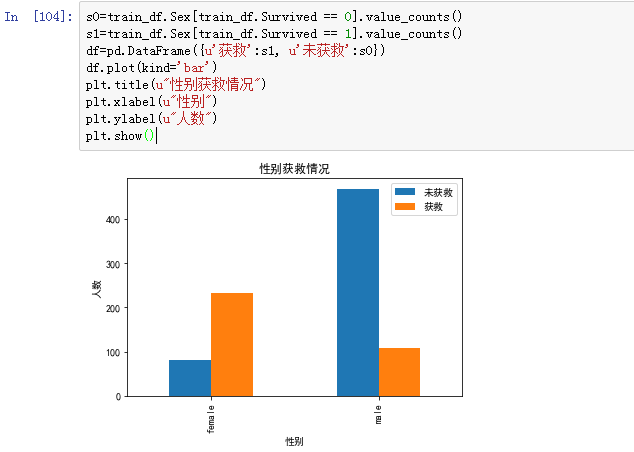 In [104]:
s0=train_df.Sex[train_df.Survived == 0].value_counts()
s1=train_df.Sex[train_df.Survived == 1].value_counts()
df=pd.DataFrame({u'获救':s1, u'未获救':s0})
df.plot(kind='bar')
plt.title(u"性别获救情况")
plt.xlabel(u"性别")
plt.ylabel(u"人数")
plt.show()
性别获救情况
未获救
获救
人数
400
300
200
100
0
female
male
性别